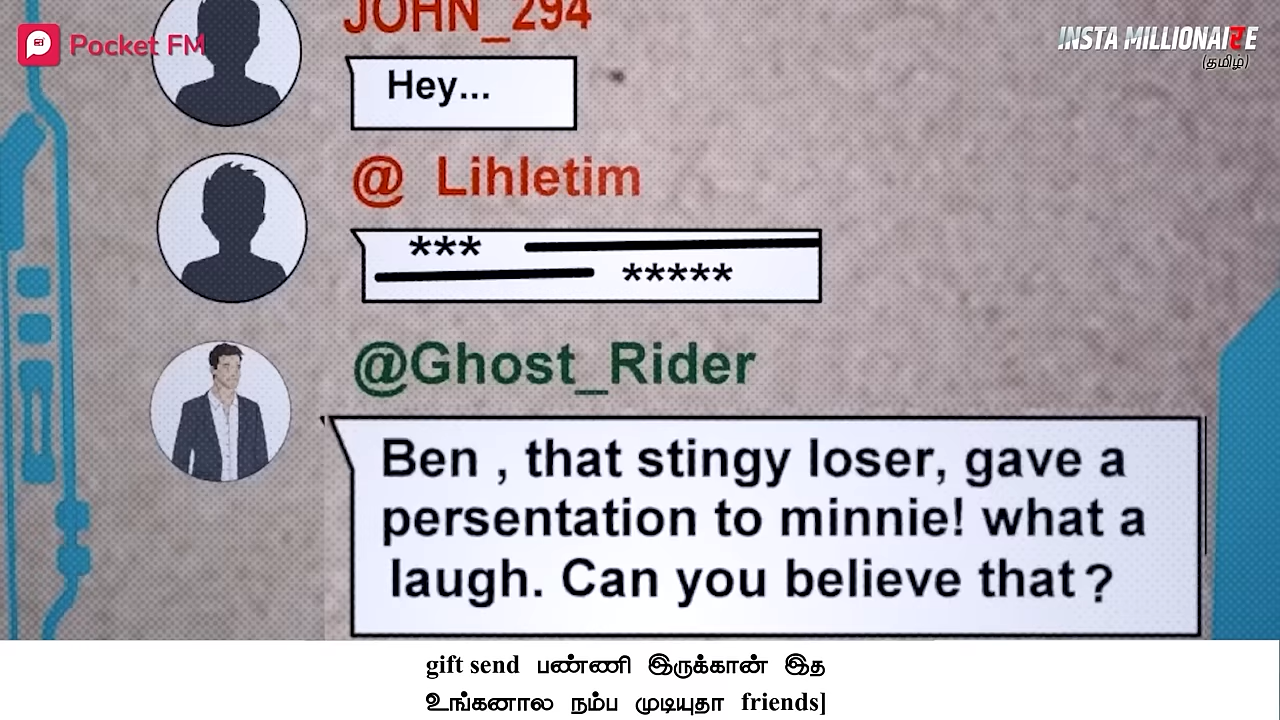 JOHN_294
Pocket FM
INSTA MILLIONAIRE
(தமிழ்)
Hey...
@ Lihletim
*** 
*****
@Ghost_Rider
Ben , that stingy loser, gave a
persentation to minnie! what a
laugh. Can you believe that ?
gift send பண்ணி இருக்கான் இத
உங்கனால நம்ப முடியுதா friends]